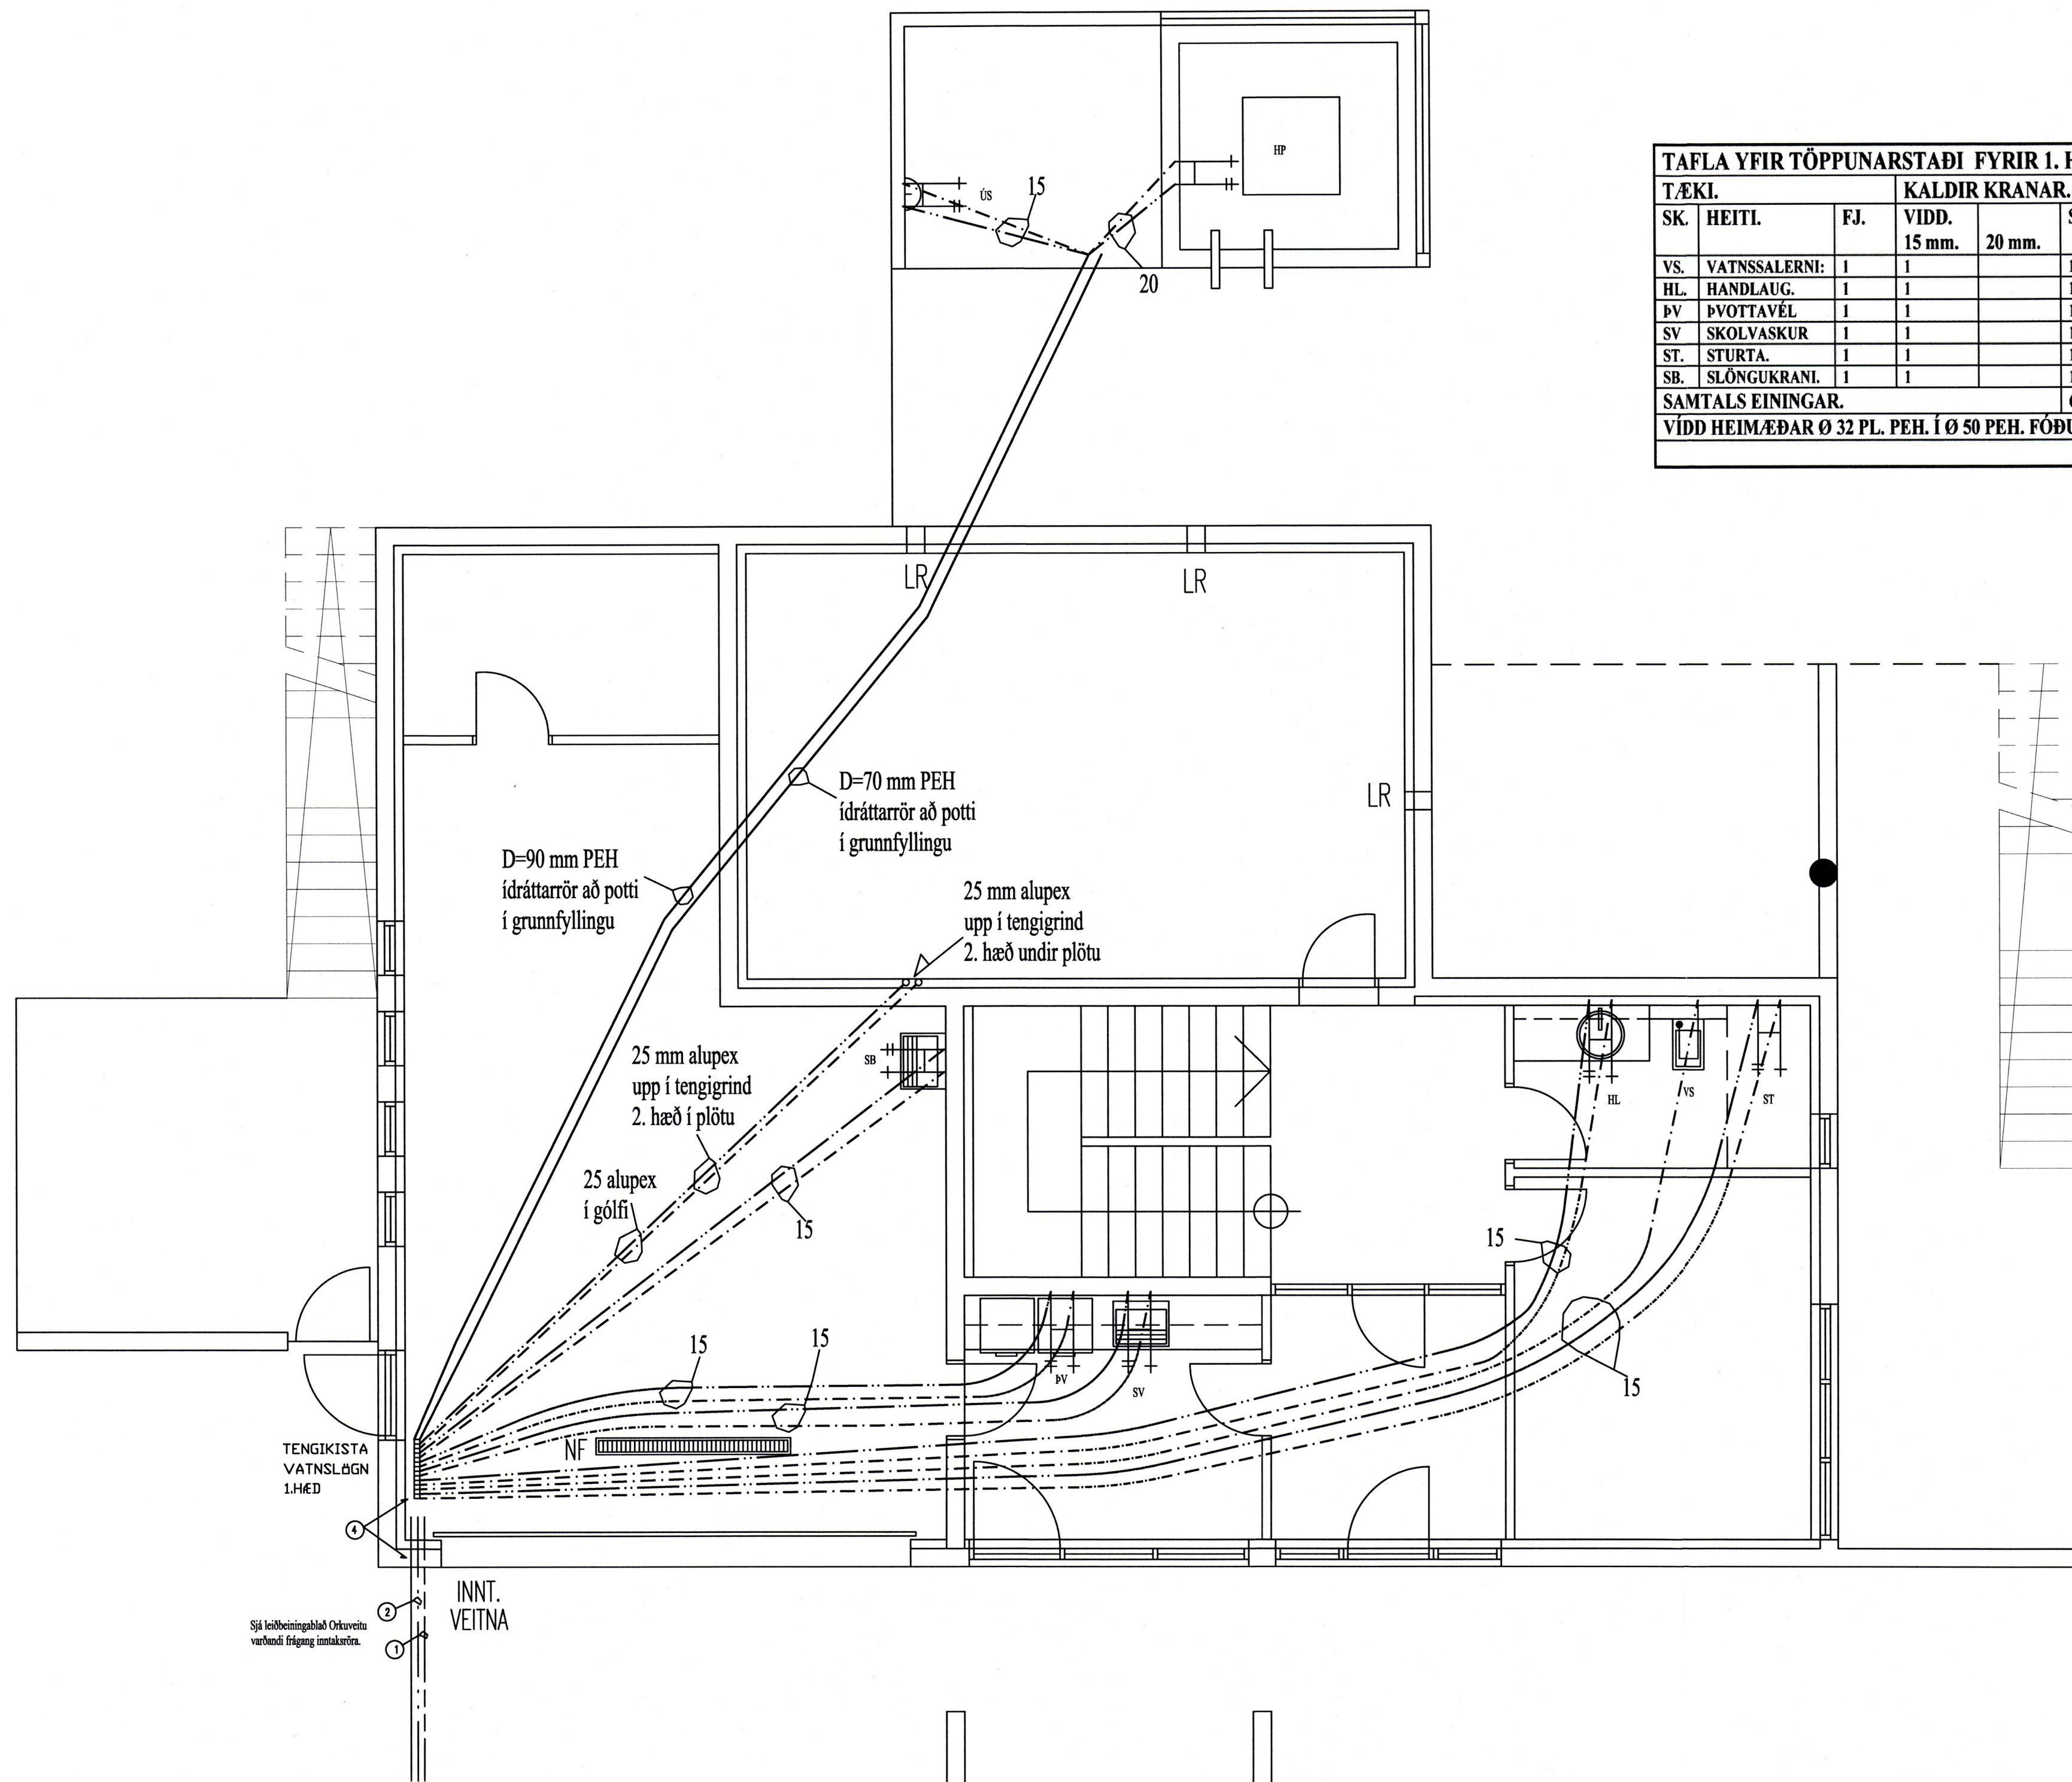 HP
ÚS
15
20
TAFLA YFIR TÖPPUNARSTAÐI FYRIR 1. H
TÆKI. KALDIR KRANAR.
SK. HEITI. FJ. VIDD.
15 mm. 20 mm.
VS. VATNSSALERNI: 1 1
HL. HANDLAUG. 1 1
ÞV ÞVOTTAVÉL 1 1
SV SKOLVASKUR 1 1
ST. STURTA. 1 1
SB. SLÖNGUKRANI. 1 1
SAMTALS EININGAR.
VÍDD HEIMÆÐAR Ø 32 PL. PEH. Í Ø 50 PEH. FÓÐU
LR
LR
LR
D=70 mm PEH
ídráttarrör að potti
í grunnfyllingu
D=90 mm PEH
ídráttarrör að potti
í grunnfyllingu
25 mm alupex
upp í tengigrind
2. hæð undir plötu
25 mm alupex
upp í tengigrind
2. hæð í plötu
SB
25 alupex
í gólfi
15
HL
VS
ST
15
15
15
15
ÞV
SV
NF
TENGIKISTA
VATNSLÖGN
1.HÆD
4
2
1
INNT.
VEITNA
Sjá leiðbeiningablað Orkuveitu
varðandi frágang inntaksröra.